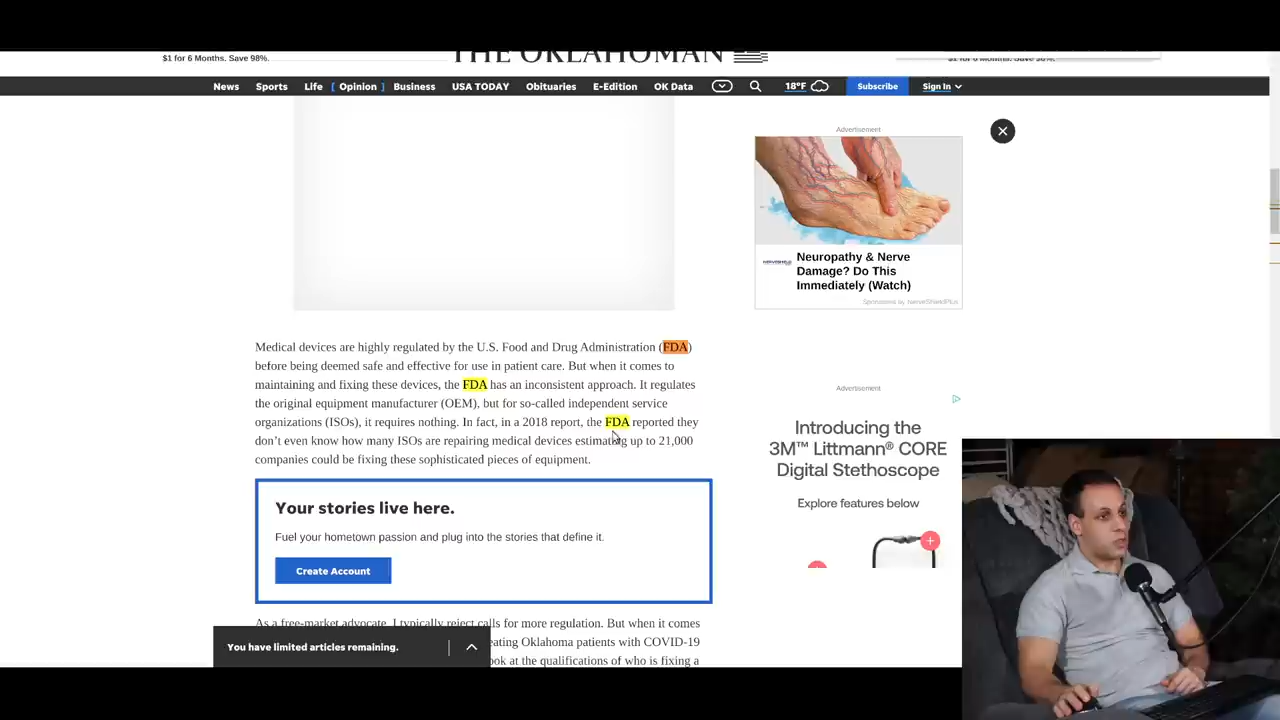 $1 for 6 Months. Save 98%.
THE OKLAHOMAN
$1 for 6 Months. Save 98%.
News Sports Life [ Opinion ] Business USA TODAY Obituaries E-Edition OK Data 18°F Subscribe Sign In
Advertisement
Neuropathy & Nerve
Damage? Do This
Immediately (Watch)
Sponsored by NerveShieldPlus
Medical devices are highly regulated by the U.S. Food and Drug Administration (FDA)
before being deemed safe and effective for use in patient care. But when it comes to
maintaining and fixing these devices, the FDA has an inconsistent approach. It regulates
the original equipment manufacturer (OEM), but for so-called independent service
organizations (ISOs), it requires nothing. In fact, in a 2018 report, the FDA reported they
don’t even know how many ISOs are repairing medical devices estimating up to 21,000
companies could be fixing these sophisticated pieces of equipment.
Advertisement
Introducing the
3M™ Littmann® CORE
Digital Stethoscope
Explore features below
Your stories live here.
Fuel your hometown passion and plug into the stories that define it.
Create Account
As a free-market advocate, I typically reject calls for more regulation. But when it comes
eating Oklahoma patients with COVID-19
ook at the qualifications of who is fixing a
You have limited articles remaining.